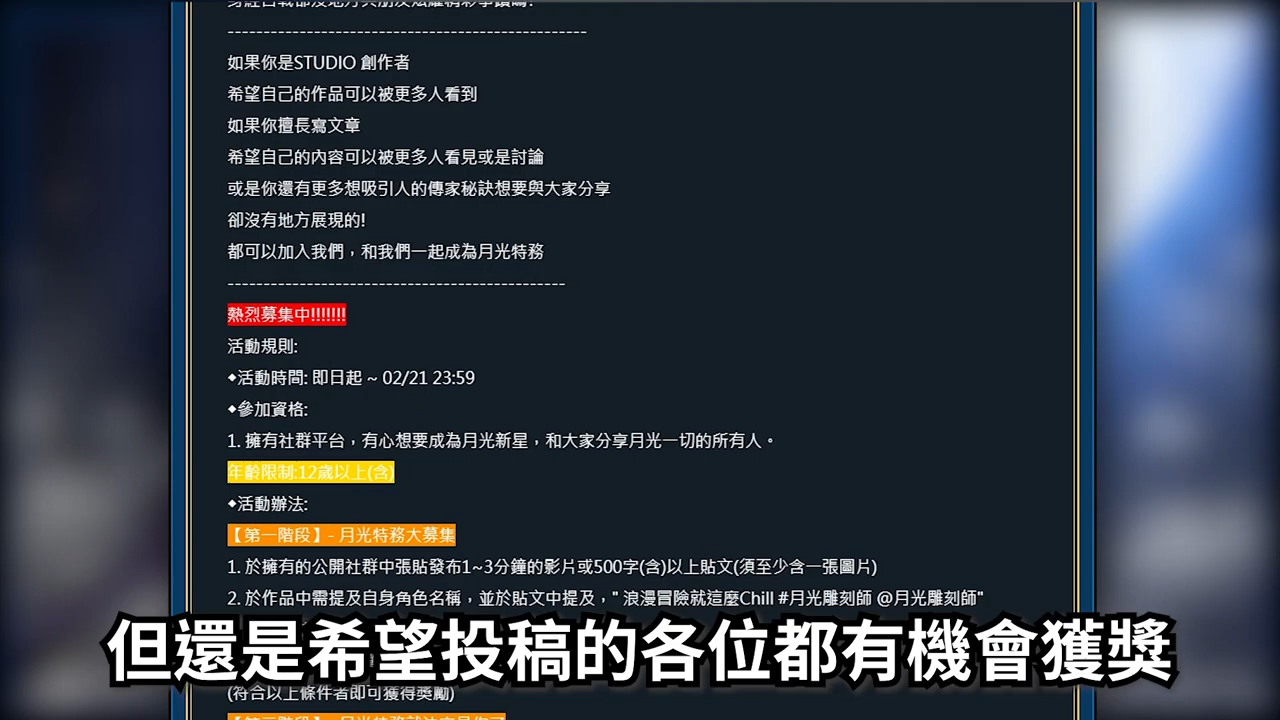 -------------------------------------------------
如果你是STUDIO 創作者
希望自己的作品可以被更多人看到
如果你擅長寫文章
希望自己的內容可以被更多人看見或是討論
或是你還有更多想吸引人的傳家秘訣想要與大家分享
卻沒有地方展現的!
都可以加入我們，和我們一起成為月光特務
----------------------------------------------
熱烈募集中!!!!!!!
活動規則:
◆活動時間: 即日起 ~ 02/21 23:59
◆參加資格:
1. 擁有社群平台，有心想要成為月光新星，和大家分享月光一切的所有人。
年齡限制:12歲以上(含)
◆活動辦法:
【第一階段】- 月光特務大募集
1. 於擁有的公開社群中張貼發布1~3分鐘的影片或500字(含)以上貼文(須至少含一張圖片)
2. 於作品中需提及自身角色名稱，並於貼文中提及，" 浪漫冒險就這麼Chill #月光雕刻師 @月光雕刻師"
但還是希望投稿的各位都有機會獲獎
(符合以上條件者即可獲得獎勵)